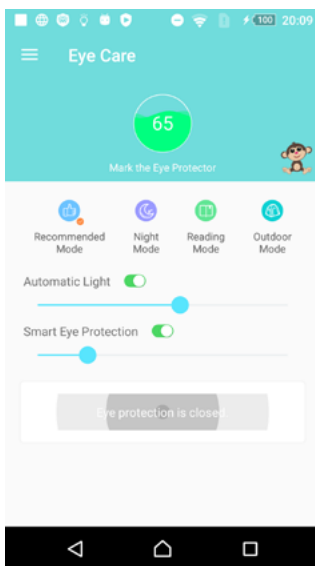 100 20:09
Eye Care
65
Mark the Eye Protector
Recommended Night Reading Outdoor
Mode Mode Mode Mode
Automatic Light
Smart Eye Protection
Eye protection is closed